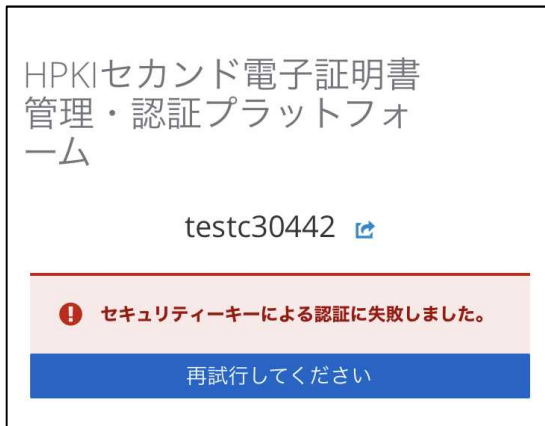 HPKIセカンド電子証明書
管理・認証プラットフォ
ーム
testc30442
セキュリティーキーによる認証に失敗しました。
再試行してください